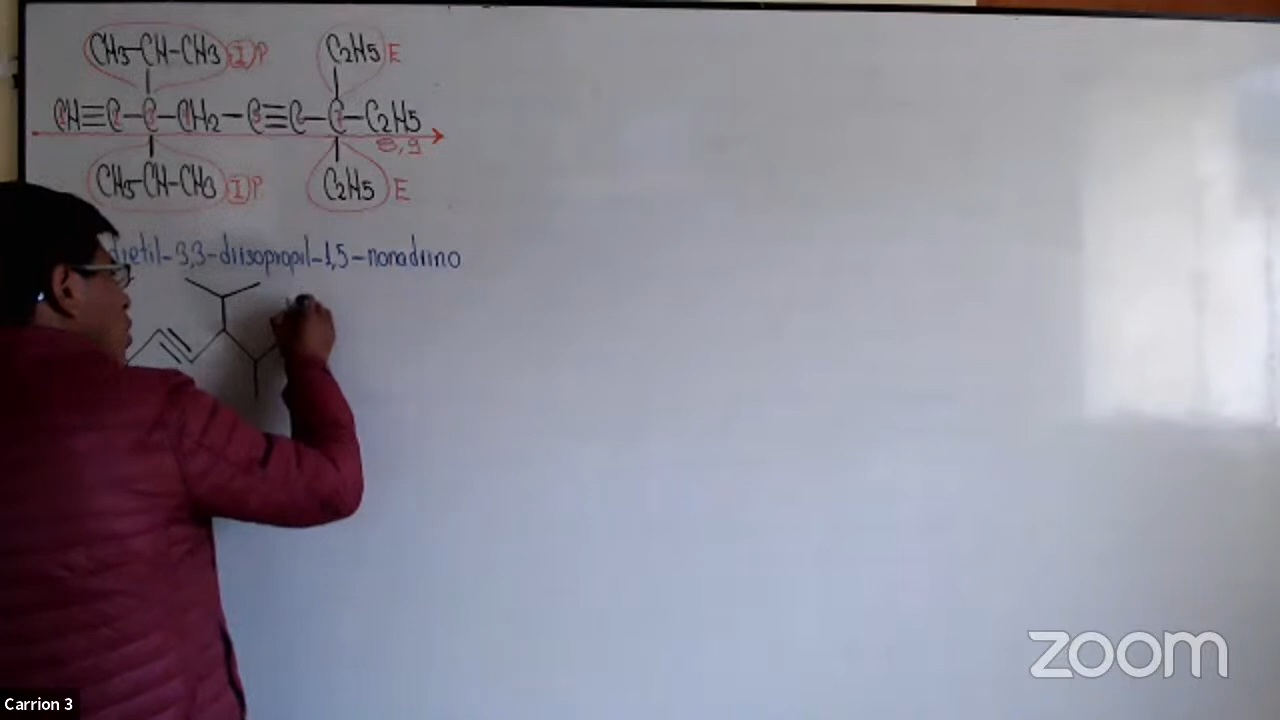 CH3-CH-CH3 IP C2H5 E
CH≡C-C-CH2-C≡C-C-C2H5
8,9
CH3-CH-CH3 IP C2H5 E
dietil-3,3-diisopropil-1,5-nonadiino
zoom
Carrion 3